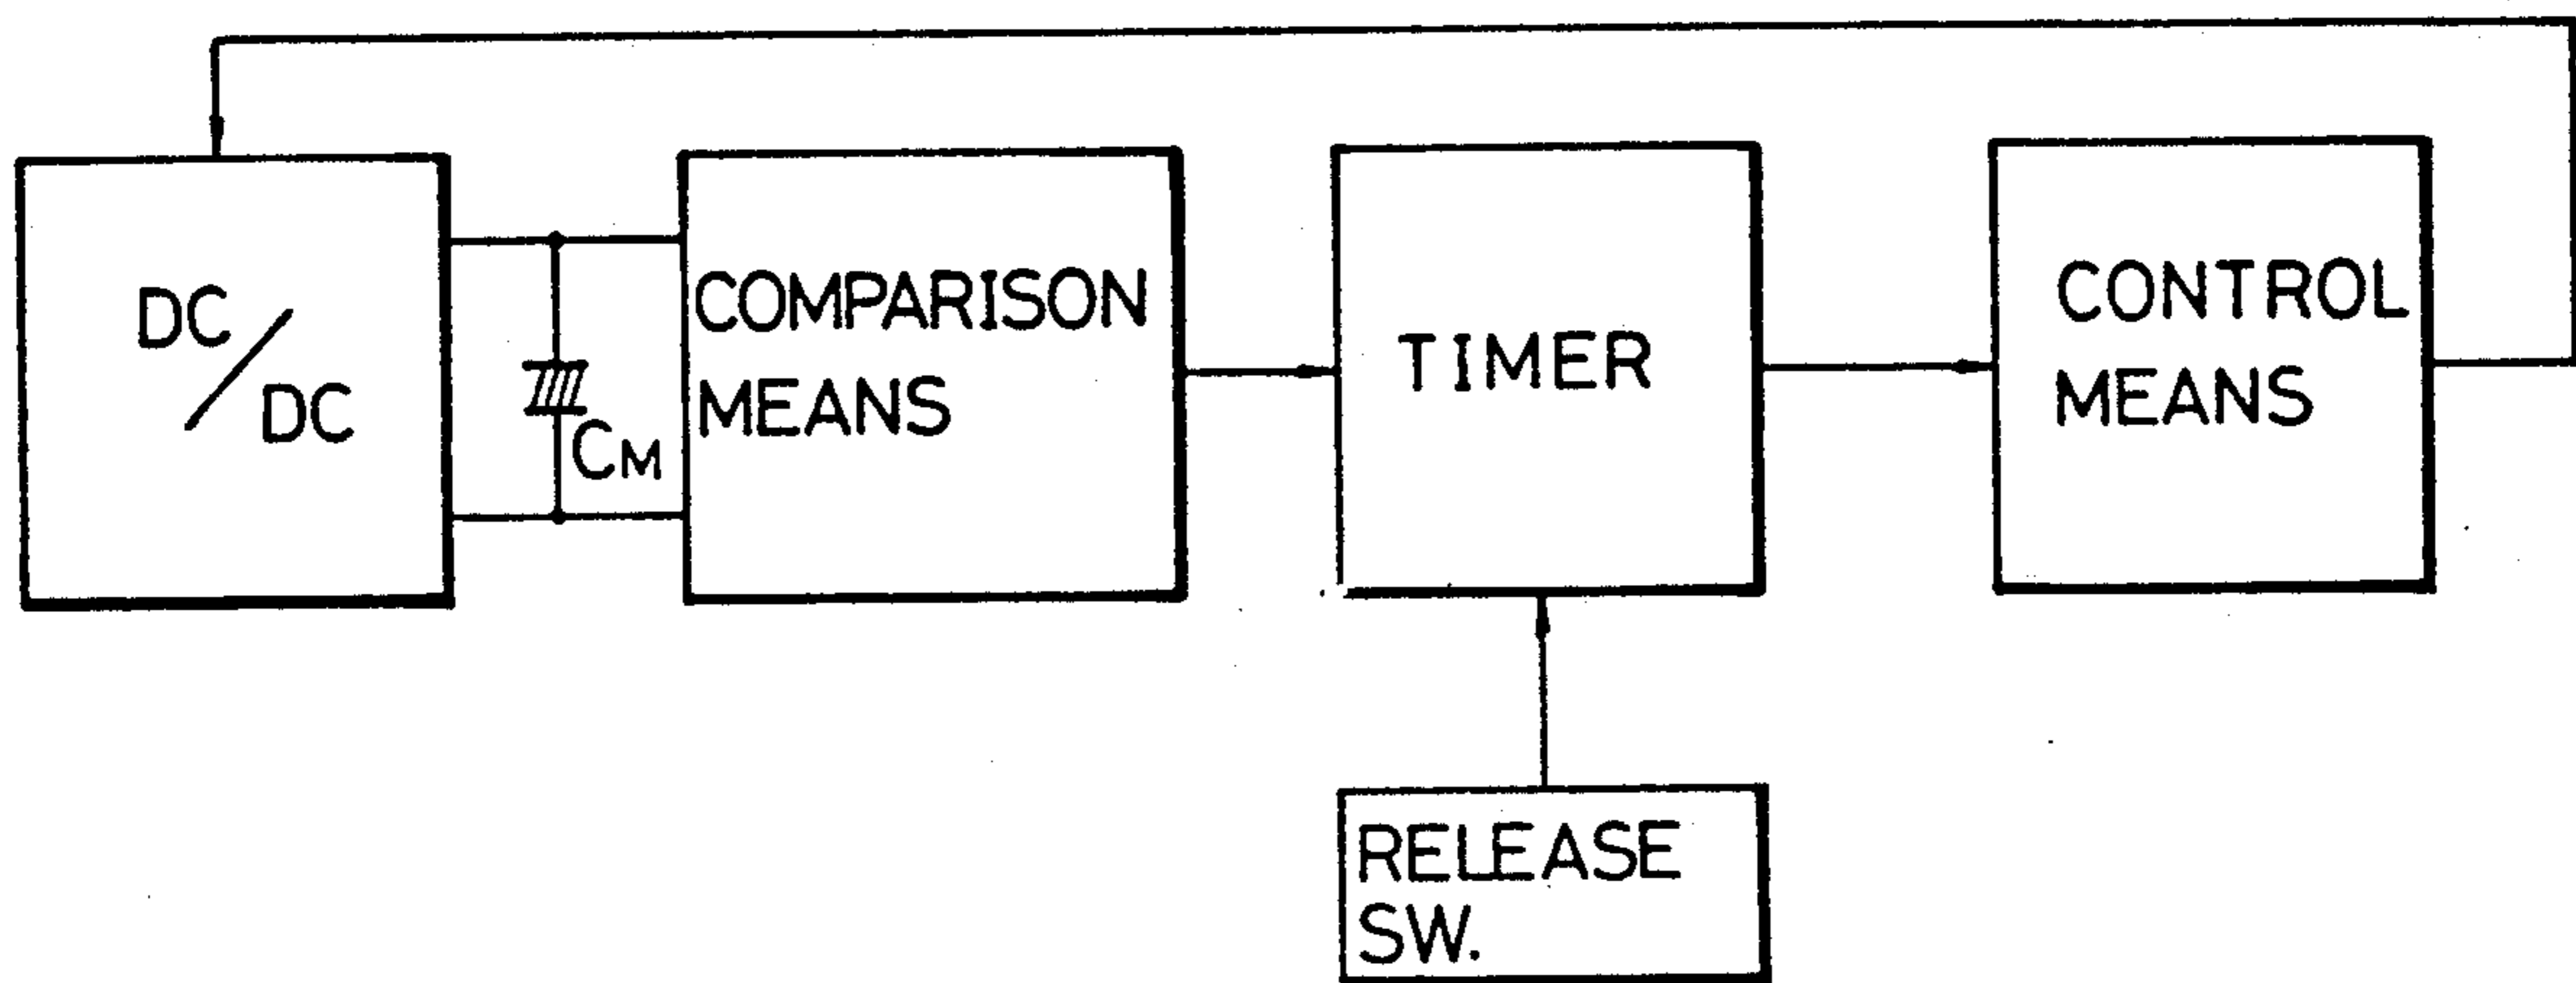 DC/DC
CM
COMPARISON
MEANS
TIMER
CONTROL
MEANS
RELEASE
SW.